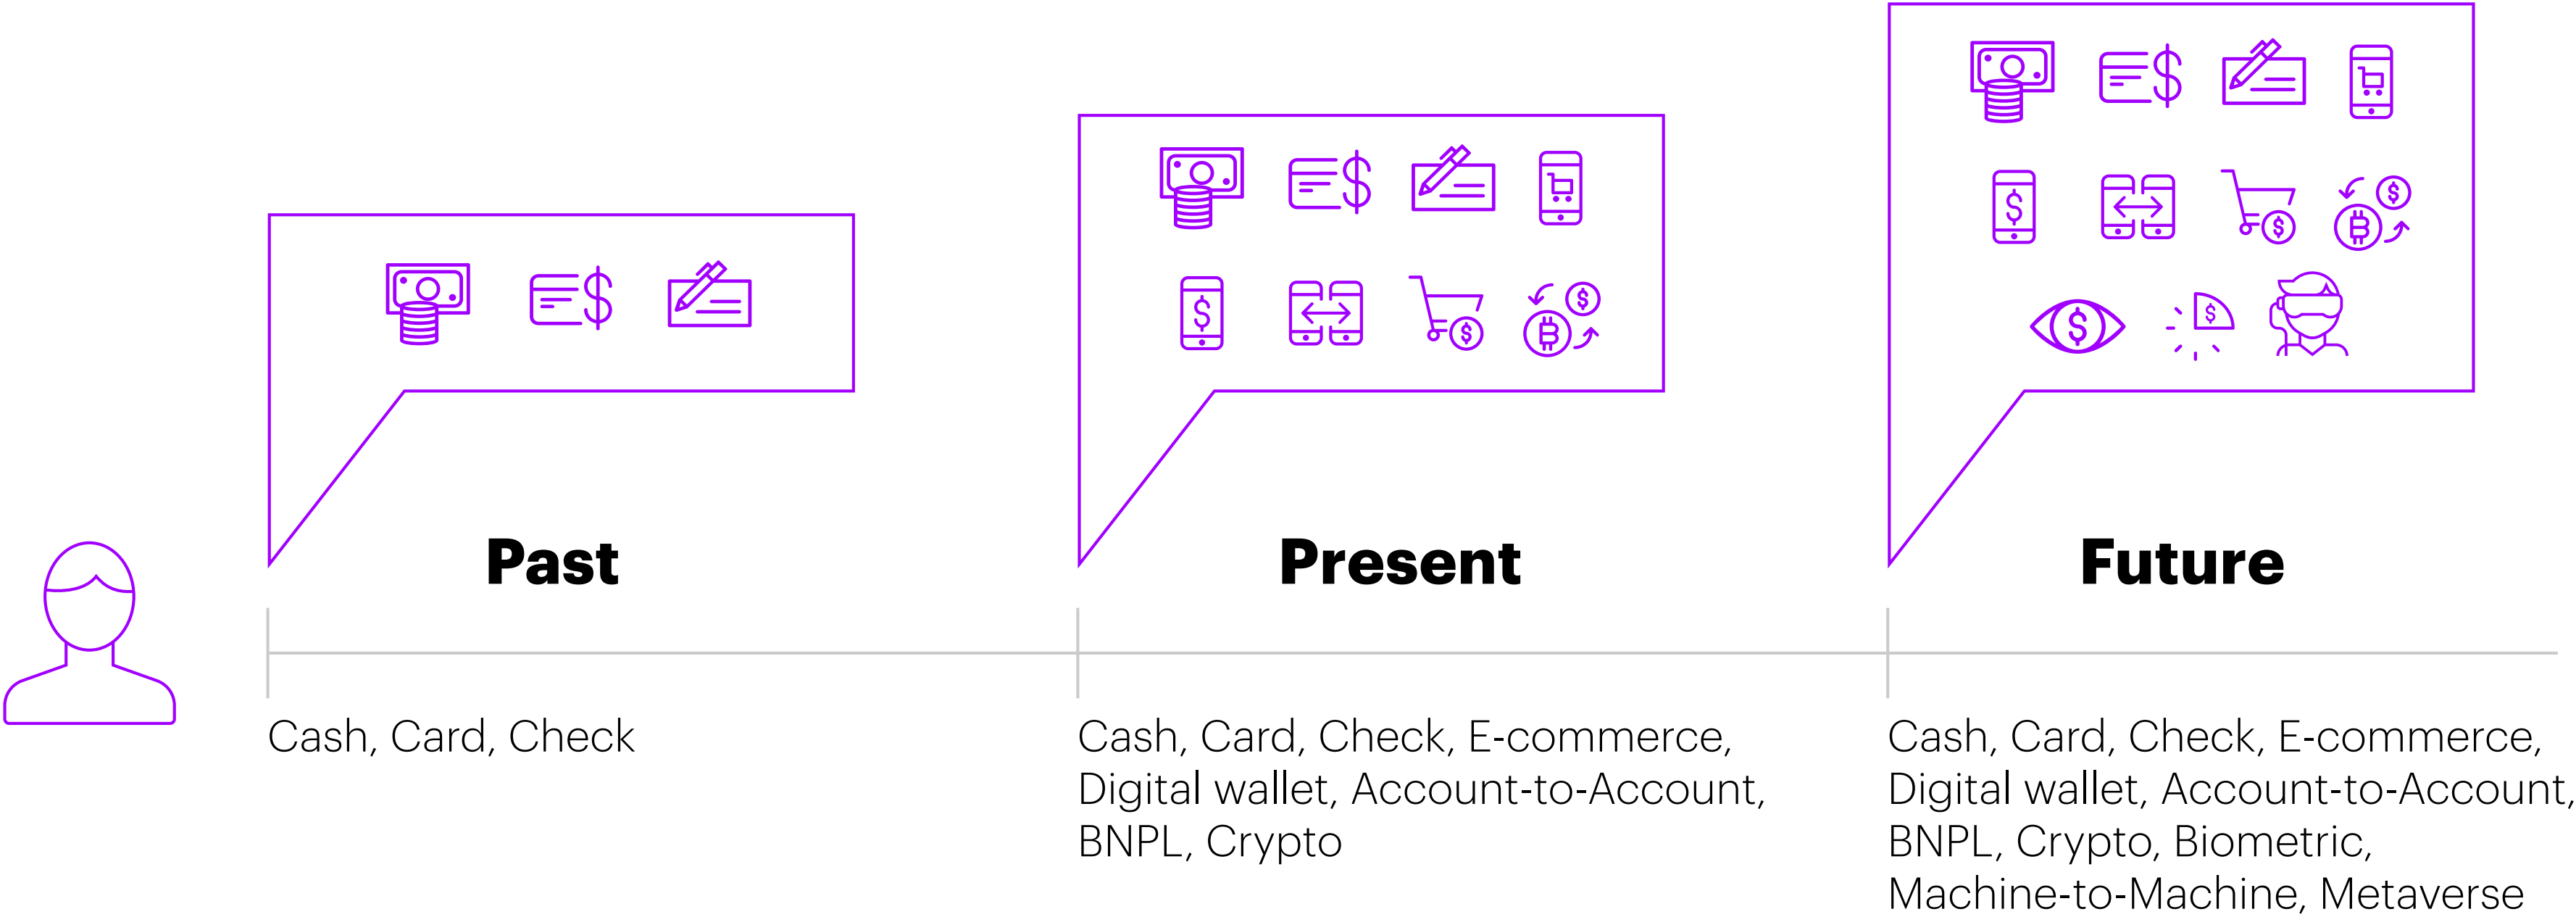 Past
Cash, Card, Check
Present
Cash, Card, Check, E-commerce,
Digital wallet, Account-to-Account,
BNPL, Crypto
Future
Cash, Card, Check, E-commerce,
Digital wallet, Account-to-Account,
BNPL, Crypto, Biometric,
Machine-to-Machine, Metaverse